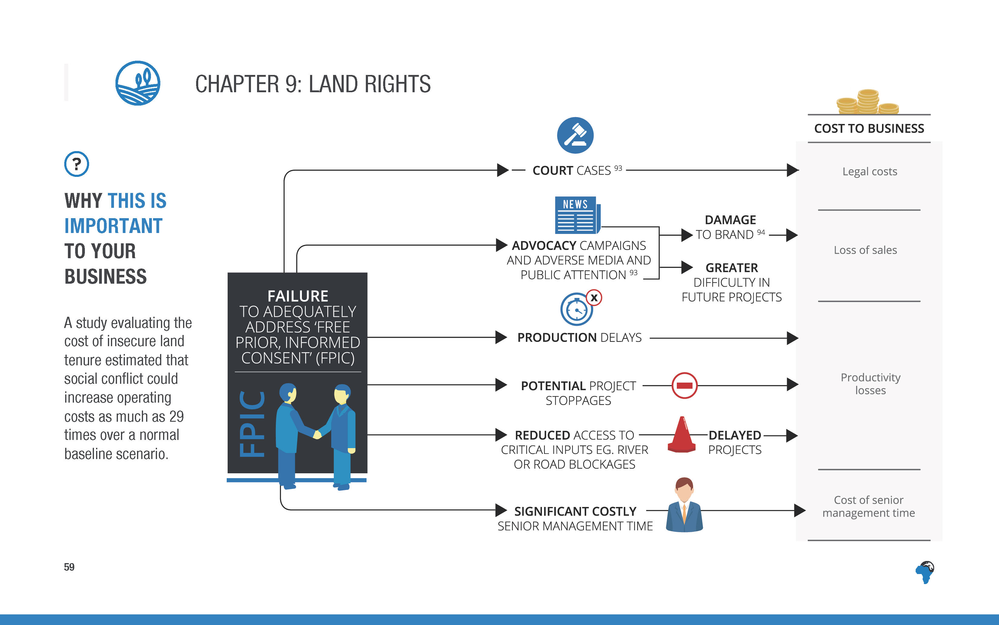 CHAPTER 9: LAND RIGHTS
?
WHY THIS IS
IMPORTANT
TO YOUR
BUSINESS
A study evaluating the
cost of insecure land
tenure estimated that
social conflict could
increase operating
costs as much as 29
times over a normal
baseline scenario.
FAILURE
TO ADEQUATELY
ADDRESS ‘FREE
PRIOR, INFORMED
CONSENT’ (FPIC)
FPIC
COURT CASES 93
NEWS
ADVOCACY CAMPAIGNS
AND ADVERSE MEDIA AND
PUBLIC ATTENTION 93
DAMAGE
TO BRAND 94
GREATER
DIFFICULTY IN
FUTURE PROJECTS
X
PRODUCTION DELAYS
POTENTIAL PROJECT
STOPPAGES
REDUCED ACCESS TO
CRITICAL INPUTS EG. RIVER
OR ROAD BLOCKAGES
DELAYED
PROJECTS
SIGNIFICANT COSTLY
SENIOR MANAGEMENT TIME
COST TO BUSINESS
Legal costs
Loss of sales
Productivity
losses
Cost of senior
management time
59